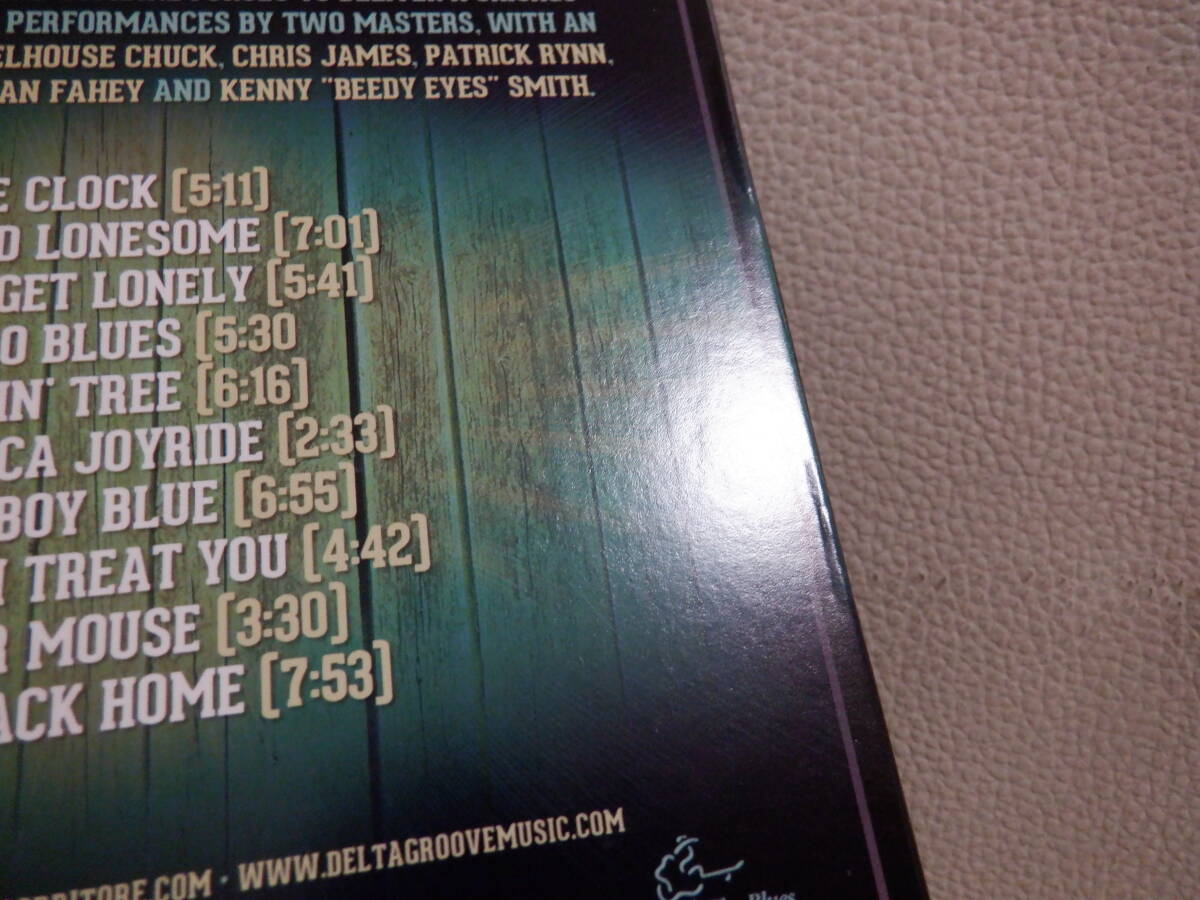 PERFORMANCES BY TWO MASTERS, WITH AN
ELHOUSE CHUCK, CHRIS JAMES, PATRICK RYNN,
AN FAHEY AND KENNY "BEEDY EYES" SMITH.
E CLOCK [5:11]
D LONESOME [7:01]
GET LONELY [5:41]
O BLUES [5:30
IN' TREE [6:16]
CA JOYRIDE [2:33]
BOY BLUE [6:55]
I TREAT YOU [4:42]
R MOUSE [3:30]
ACK HOME [7:53]
RRITORE.COM · WWW.DELTAGROOVEMUSIC.COM
Blues